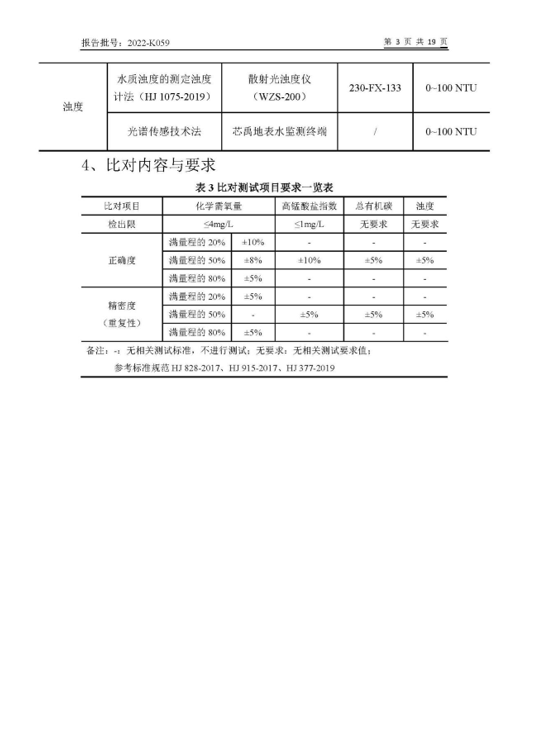 报告批号：2022-K059 第 3 页 共 19 页
浊度
水质浊度的测定浊度
计法（HJ 1075-2019）
散射光浊度仪
（WZS-200）
230-FX-133
0~100 NTU
光谱传感技术法
芯禹地表水监测终端
/
0~100 NTU
4、比对内容与要求
表 3 比对测试项目要求一览表
比对项目 化学需氧量 高锰酸盐指数 总有机碳 浊度
检出限 ≤4mg/L ≤1mg/L 无要求 无要求
正确度
满量程的 20% ±10% - - -
满量程的 50% ±8% ±10% ±5% ±5%
满量程的 80% ±5% - - -
精密度
（重复性）
满量程的 20% ±5% - - -
满量程的 50% - ±5% ±5% ±5%
满量程的 80% ±5% - - -
备注：-：无相关测试标准，不进行测试；无要求：无相关测试要求值；
参考标准规范 HJ 828-2017、HJ 915-2017、HJ 377-2019